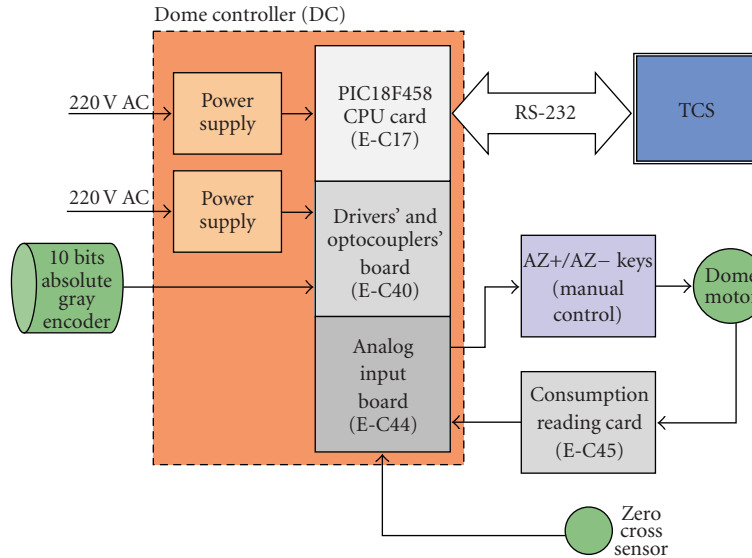 Dome controller (DC)
220 V AC
Power
supply
PIC18F458
CPU card
(E-C17)
RS-232
TCS
220 V AC
Power
supply
Drivers' and
optocouplers'
board
(E-C40)
10 bits
absolute
gray
encoder
AZ+/AZ− keys
(manual
control)
Dome
motor
Analog
input
board
(E-C44)
Consumption
reading card
(E-C45)
Zero
cross
sensor